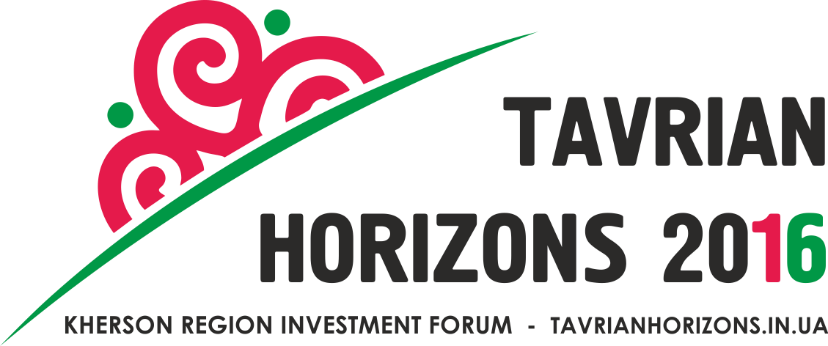 TAVRIAN
HORIZONS 2016
KHERSON REGION INVESTMENT FORUM - TAVRIANHORIZONS.IN.UA